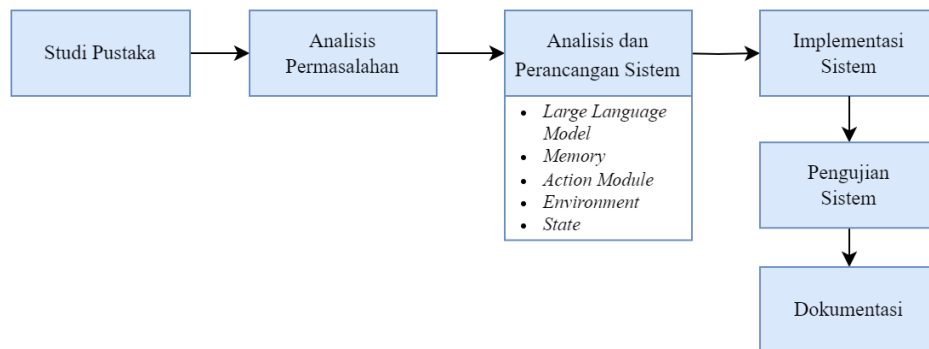 Studi Pustaka
Analisis
Permasalahan
Analisis dan
Perancangan Sistem
• Large Language
Model
• Memory
• Action Module
• Environment
• State
Implementasi
Sistem
Pengujian
Sistem
Dokumentasi